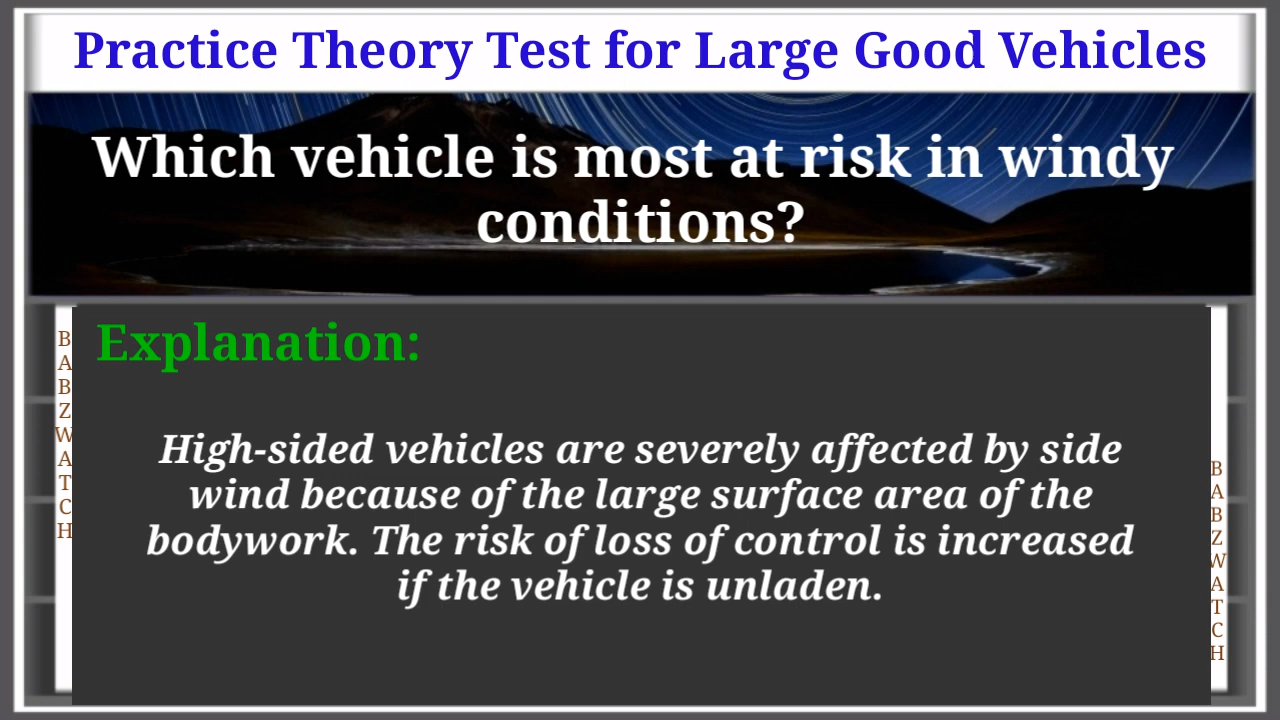 Practice Theory Test for Large Good Vehicles
Which vehicle is most at risk in windy
conditions?
Explanation:
High-sided vehicles are severely affected by side
wind because of the large surface area of the
bodywork. The risk of loss of control is increased
if the vehicle is unladen.
BABZWATCH
BABZWATCH